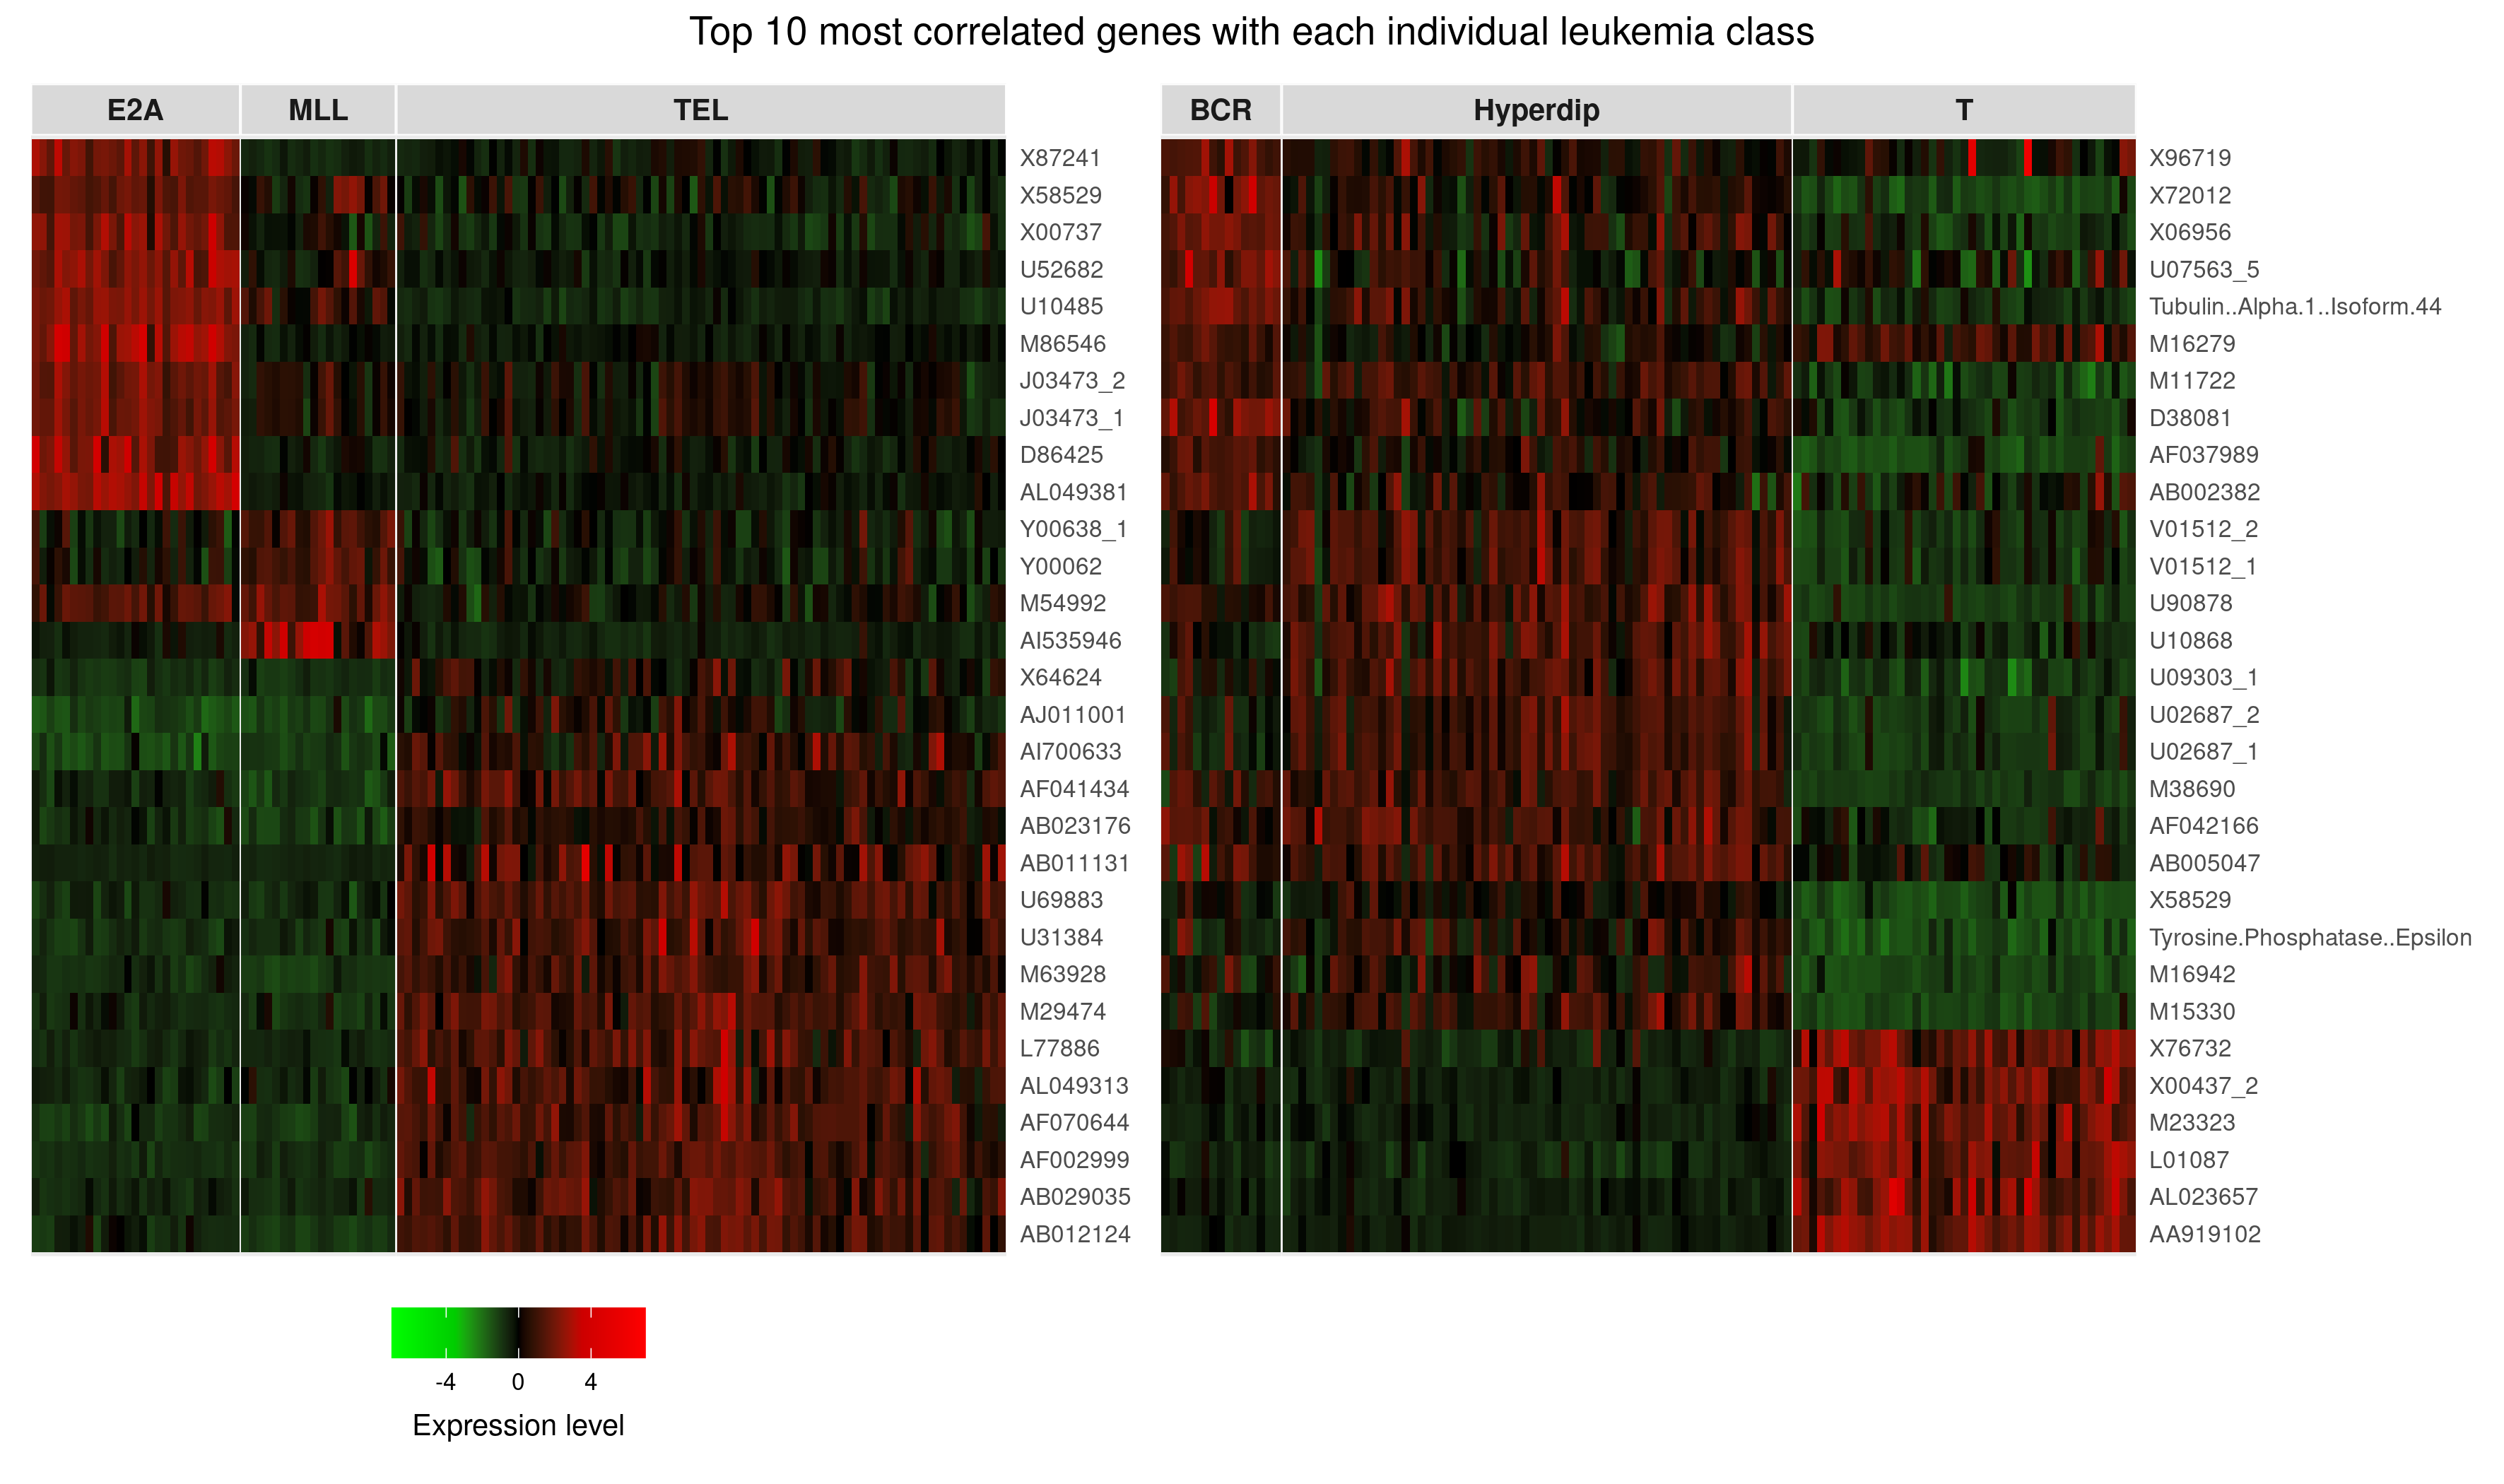 Top 10 most correlated genes with each individual leukemia class
E2A MLL TEL
X87241
X58529
X00737
U52682
U10485
M86546
J03473_2
J03473_1
D86425
AL049381
Y00638_1
Y00062
M54992
AI535946
X64624
AJ011001
AI700633
AF041434
AB023176
AB011131
U69883
U31384
M63928
M29474
L77886
AL049313
AF070644
AF002999
AB029035
AB012124
BCR Hyperdip T
X96719
X72012
X06956
U07563_5
Tubulin..Alpha.1..Isoform.44
M16279
M11722
D38081
AF037989
AB002382
V01512_2
V01512_1
U90878
U10868
U09303_1
U02687_2
U02687_1
M38690
AF042166
AB005047
X58529
Tyrosine.Phosphatase..Epsilon
M16942
M15330
X76732
X00437_2
M23323
L01087
AL023657
AA919102
-4 0 4
Expression level